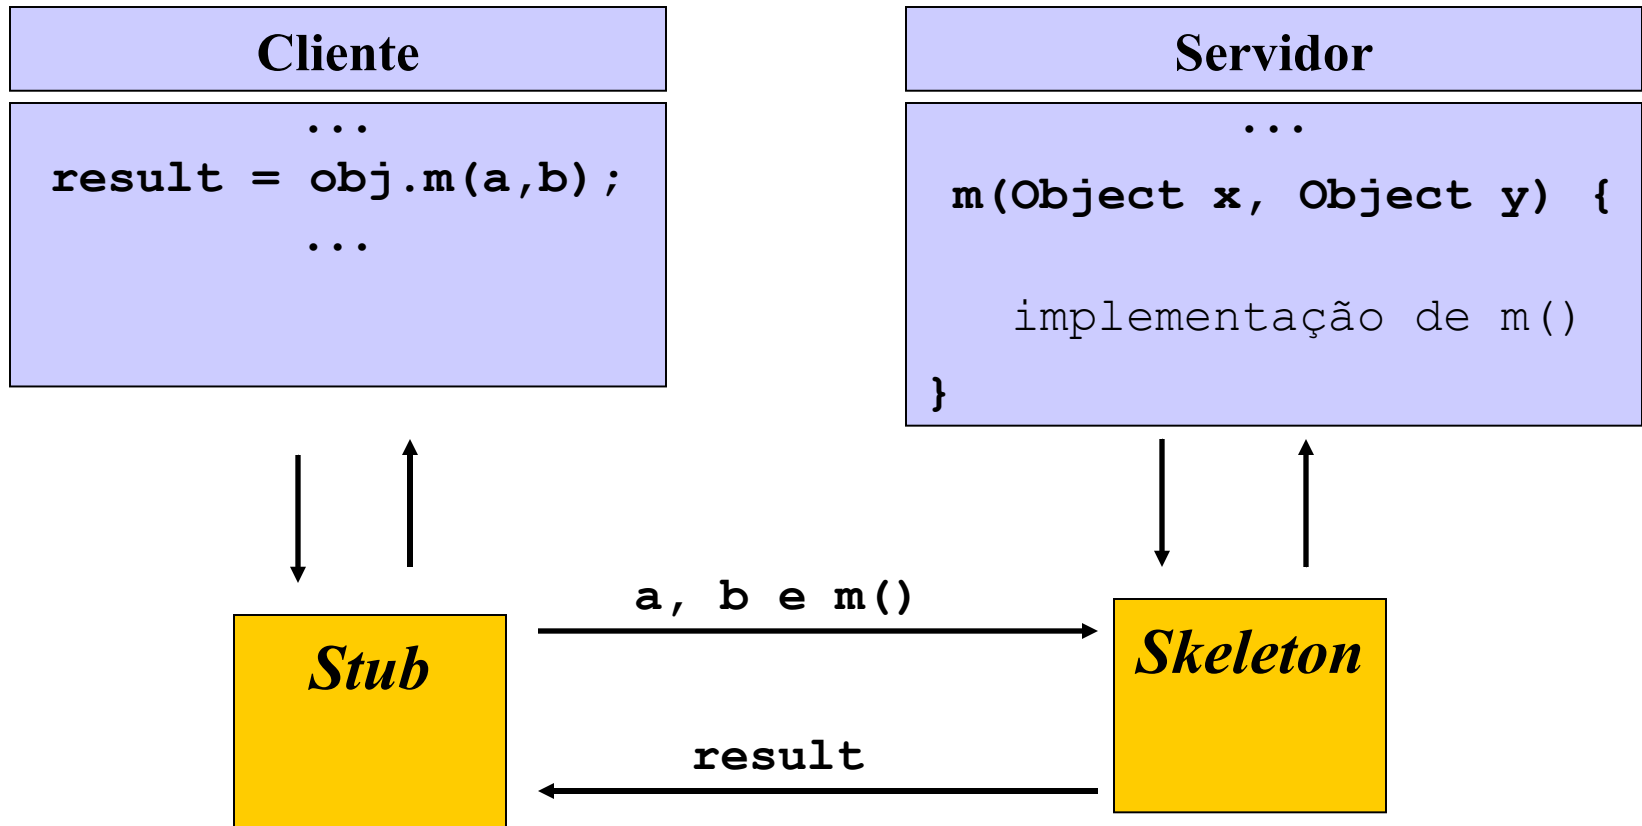 Cliente
...
result = obj.m(a,b);
...
Servidor
...
m(Object x, Object y) {
implementação de m()
}
a, b e m()
Stub
Skeleton
result